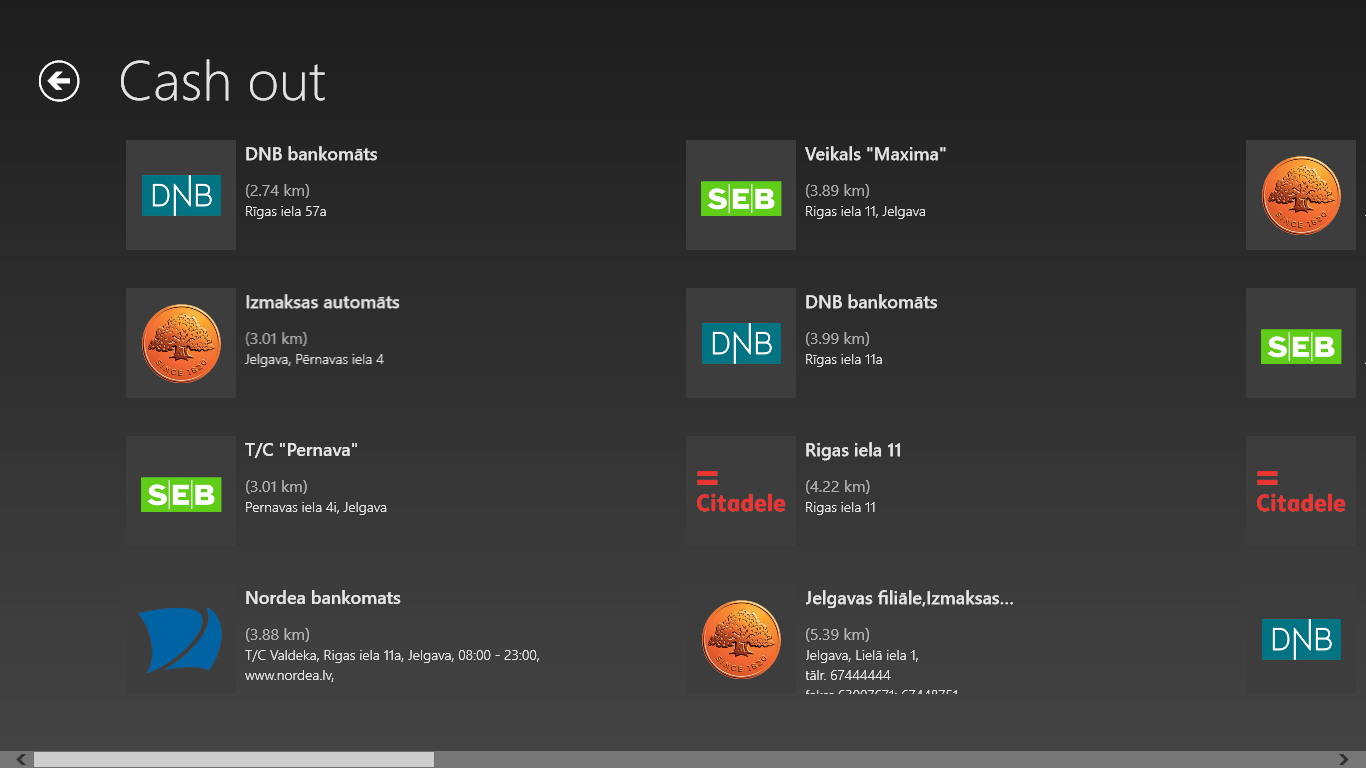 Cash out
DNB
DNB bankomāts
(2.74 km)
Rīgas iela 57a
SINCE 1820
Izmaksas automāts
(3.01 km)
Jelgava, Pērnavas iela 4
SEB
T/C "Pernava"
(3.01 km)
Pernavas iela 4i, Jelgava
Nordea bankomats
(3.88 km)
T/C Valdeka, Rigas iela 11a, Jelgava, 08:00 - 23:00,
www.nordea.lv,
SEB
Veikals "Maxima"
(3.89 km)
Rigas iela 11, Jelgava
DNB
DNB bankomāts
(3.99 km)
Rīgas iela 11a
Citadele
Rigas iela 11
(4.22 km)
Rigas iela 11
SINCE 1820
Jelgavas filiāle,Izmaksas...
(5.39 km)
Jelgava, Lielā iela 1,
tālr. 67444444
fakss 63007671; 67448751
SINCE 1820
SEB
Citadele
DNB